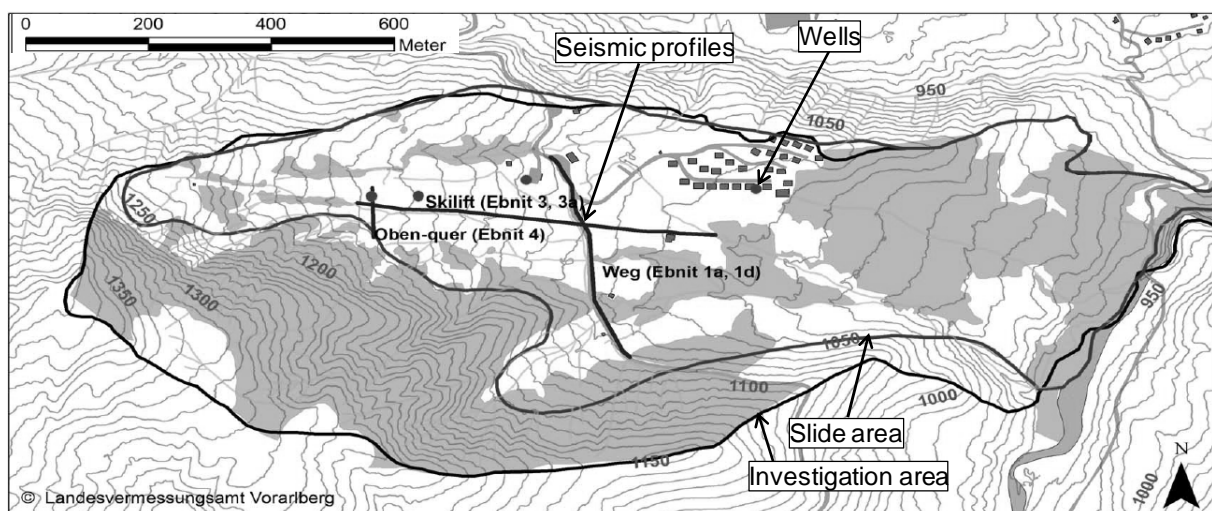 0 200 400 600
Meter
Seismic profiles
Wells
950
1050
1250
Skilift (Ebnit 3, 3a)
Oben-quer (Ebnit 4)
1200
Weg (Ebnit 1a, 1d)
1350
1300
950
1050
1100
1000
Slide area
1150
Investigation area
1000
N
1000
© Landesvermessungsamt Vorarlberg